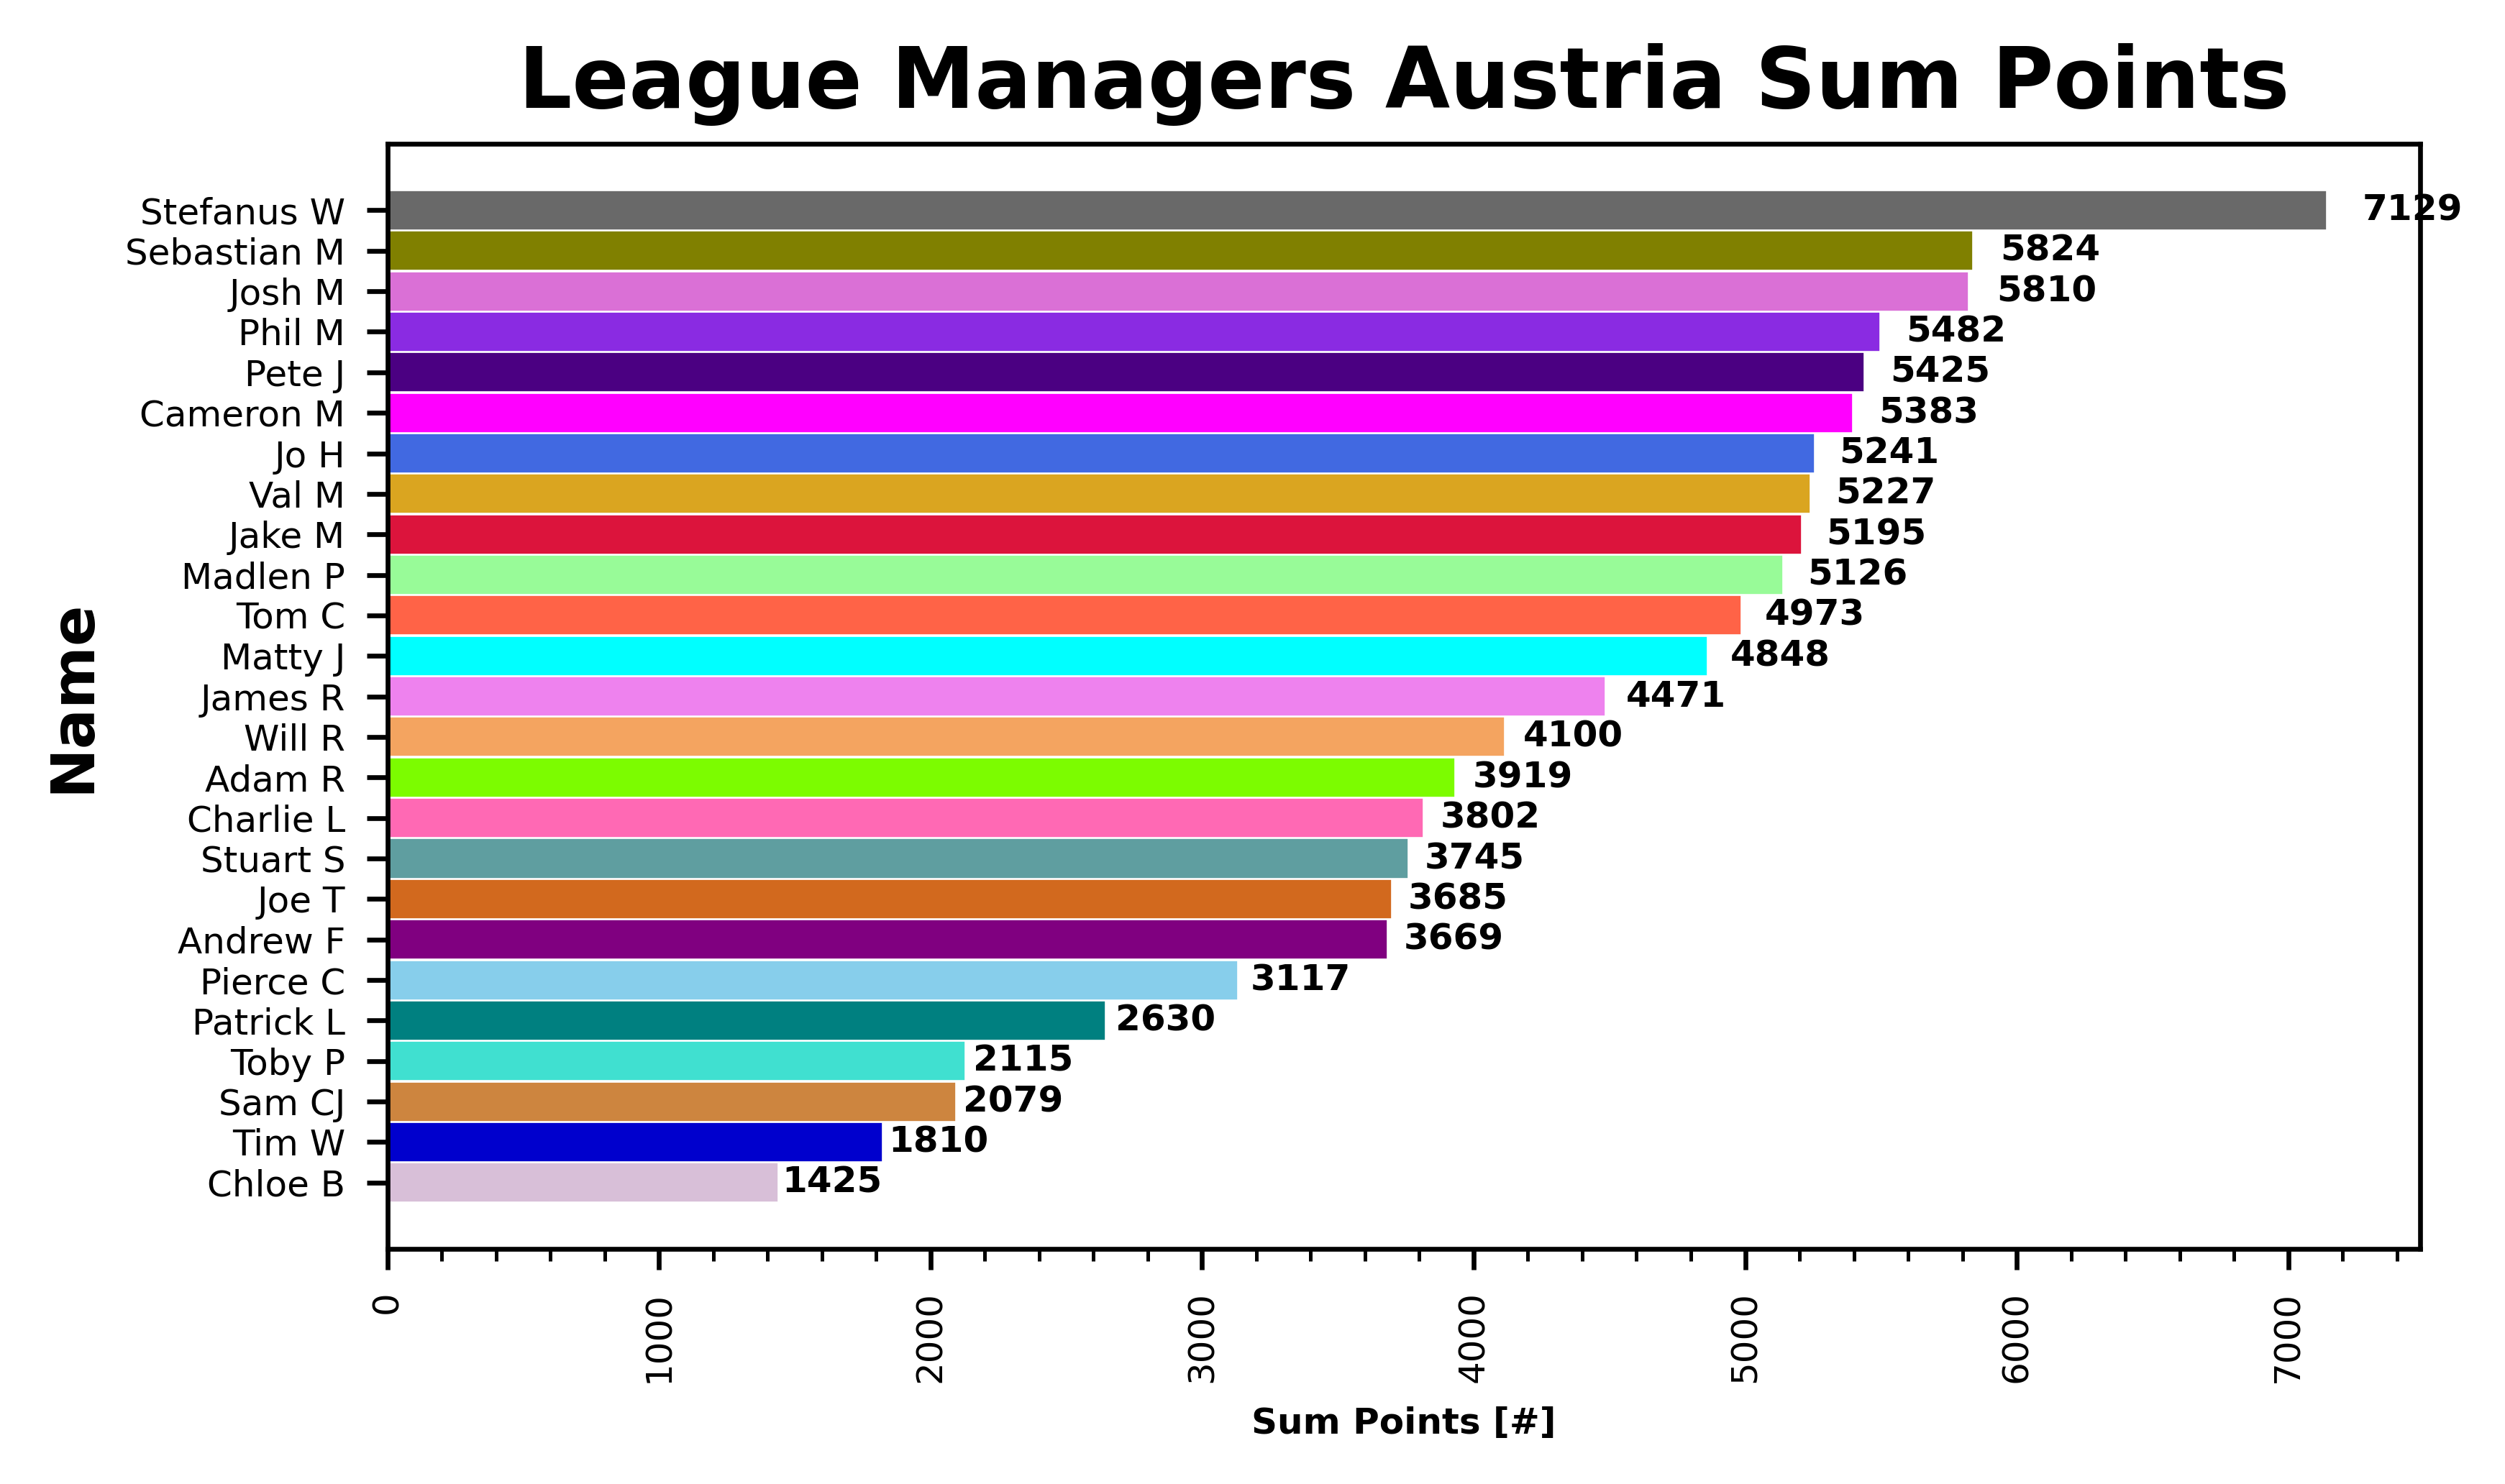 League Managers Austria Sum Points
Name
Stefanus W 7129
Sebastian M 5824
Josh M 5810
Phil M 5482
Pete J 5425
Cameron M 5383
Jo H 5241
Val M 5227
Jake M 5195
Madlen P 5126
Tom C 4973
Matty J 4848
James R 4471
Will R 4100
Adam R 3919
Charlie L 3802
Stuart S 3745
Joe T 3685
Andrew F 3669
Pierce C 3117
Patrick L 2630
Toby P 2115
Sam CJ 2079
Tim W 1810
Chloe B 1425
0 1000 2000 3000 4000 5000 6000 7000
Sum Points [#]